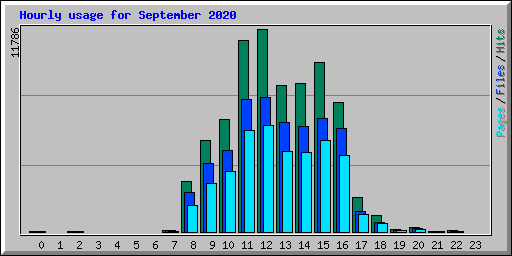 Hourly usage for September 2020
11786
Pages/Files/Hits
0 1 2 3 4 5 6 7 8 9 10 11 12 13 14 15 16 17 18 19 20 21 22 23